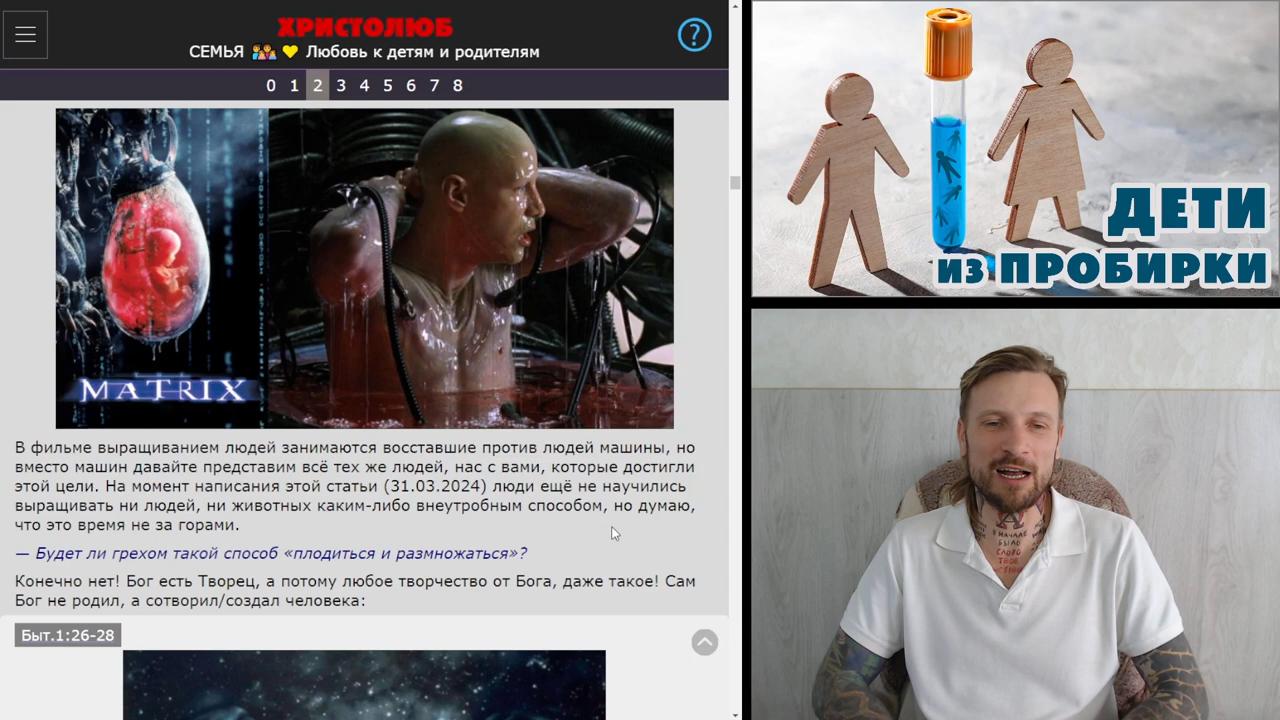 ХРИСТОЛЮБ
СЕМЬЯ 👨‍👩‍👧 💛 Любовь к детям и родителям
?
0 1 2 3 4 5 6 7 8
MATRIX
В фильме выращиванием людей занимаются восставшие против людей машины, но
вместо машин давайте представим всё тех же людей, нас с вами, которые достигли
этой цели. На момент написания этой статьи (31.03.2024) люди ещё не научились
выращивать ни людей, ни животных каким-либо внеутробным способом, но думаю,
что это время не за горами.
— Будет ли грехом такой способ «плодиться и размножаться»?
Конечно нет! Бог есть Творец, а потому любое творчество от Бога, даже такое! Сам
Бог не родил, а сотворил/создал человека:
Быт.1:26-28
ДЕТИ
из ПРОБИРКИ
В НАЧАЛЕ
БЫЛО
СЛОВО